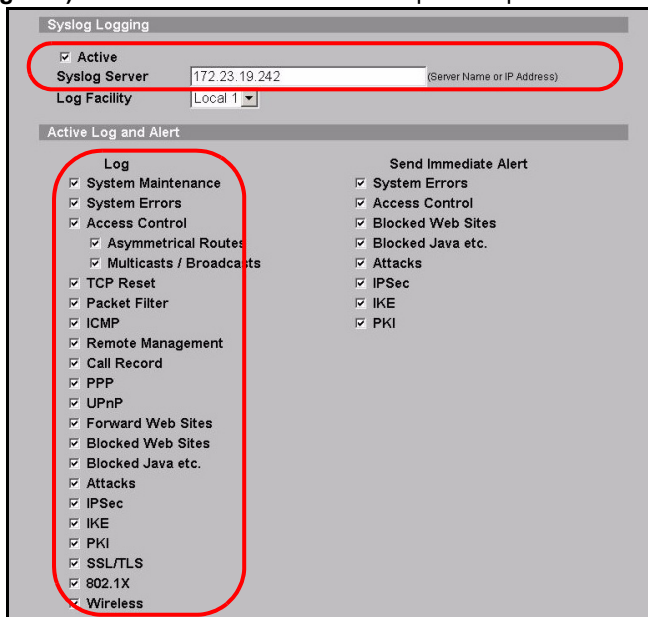 Syslog Logging
Active
Syslog Server 172.23.19.242 (Server Name or IP Address)
Log Facility Local 1
Active Log and Alert
Log
System Maintenance
System Errors
Access Control
Asymmetrical Routes
Multicasts / Broadcasts
TCP Reset
Packet Filter
ICMP
Remote Management
Call Record
PPP
UPnP
Forward Web Sites
Blocked Web Sites
Blocked Java etc.
Attacks
IPSec
IKE
PKI
SSL/TLS
802.1X
Wireless
Send Immediate Alert
System Errors
Access Control
Blocked Web Sites
Blocked Java etc.
Attacks
IPSec
IKE
PKI